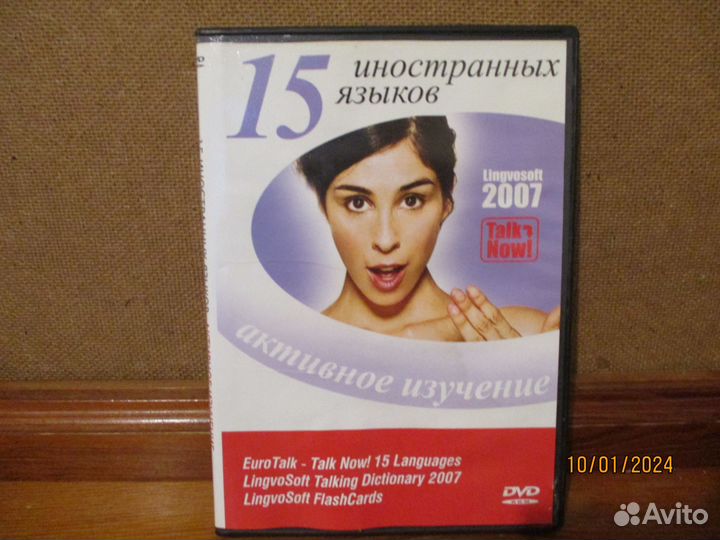 15 иностранных
языков
Lingvosoft
2007
Talk
Now!
активное изучение
EuroTalk - Talk Now! 15 Languages
LingvoSoft Talking Dictionary 2007
LingvoSoft FlashCards
DVD
10/01/2024
Avito